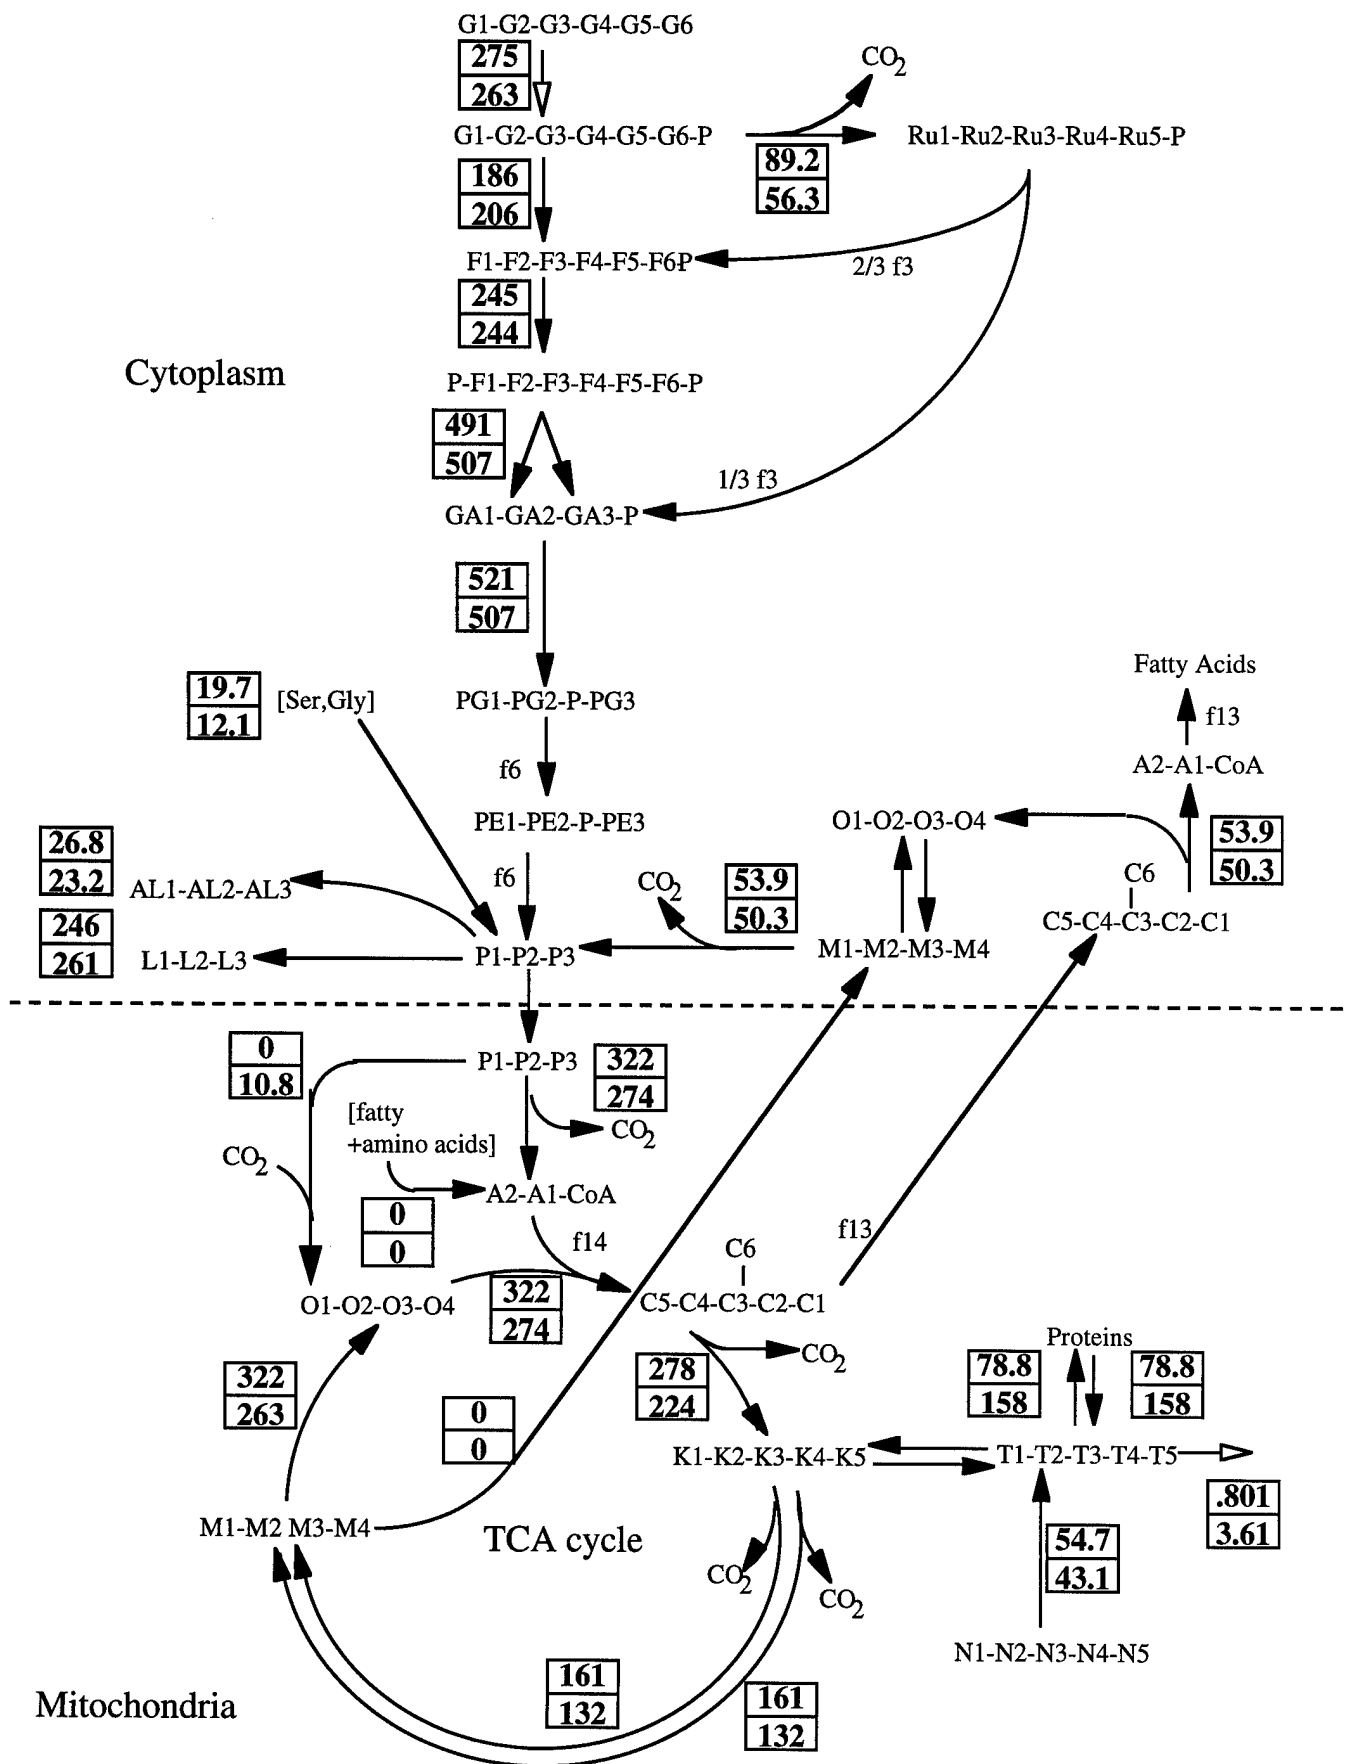 G1-G2-G3-G4-G5-G6
275
263
CO2
G1-G2-G3-G4-G5-G6-P
Ru1-Ru2-Ru3-Ru4-Ru5-P
89.2
56.3
186
206
F1-F2-F3-F4-F5-F6-P
2/3 f3
245
244
Cytoplasm
P-F1-F2-F3-F4-F5-F6-P
491
507
1/3 f3
GA1-GA2-GA3-P
521
507
Fatty Acids
19.7
12.1
[Ser,Gly]
PG1-PG2-P-PG3
f13
f6
A2-A1-CoA
PE1-PE2-P-PE3
O1-O2-O3-O4
53.9
50.3
26.8
23.2
AL1-AL2-AL3
f6
CO2
53.9
50.3
C6
C5-C4-C3-C2-C1
246
261
L1-L2-L3
P1-P2-P3
M1-M2-M3-M4
0
10.8
P1-P2-P3
322
274
[fatty
+amino acids]
CO2
CO2
A2-A1-CoA
0
0
f14
f13
C6
O1-O2-O3-O4
322
274
C5-C4-C3-C2-C1
CO2
Proteins
322
263
278
224
78.8
158
78.8
158
0
0
K1-K2-K3-K4-K5
T1-T2-T3-T4-T5
.801
3.61
M1-M2 M3-M4
TCA cycle
CO2
CO2
54.7
43.1
N1-N2-N3-N4-N5
161
132
161
132
Mitochondria